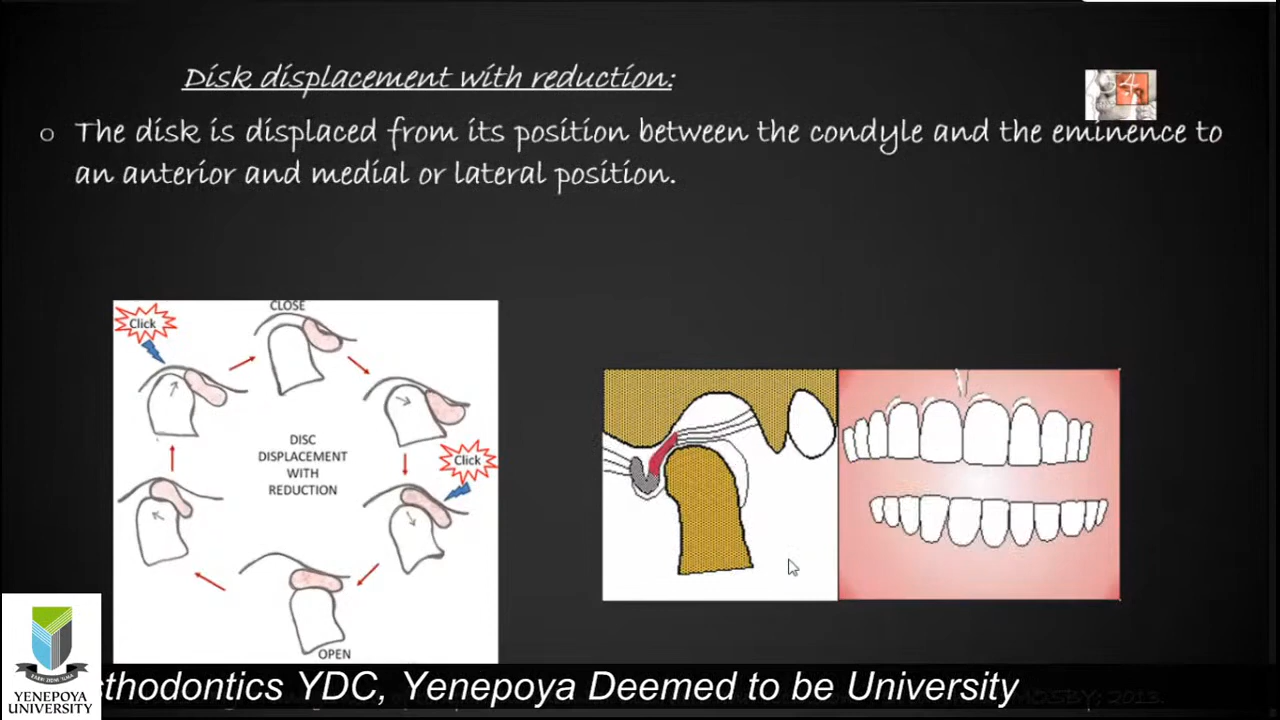 Disk displacement with reduction:
o The disk is displaced from its position between the condyle and the eminence to
an anterior and medial or lateral position.
CLOSE
Click
DISC
DISPLACEMENT
WITH
REDUCTION
Click
OPEN
YENEPOYA
UNIVERSITY
thodontics YDC, Yenepoya Deemed to be University
MOSBY; 2013.